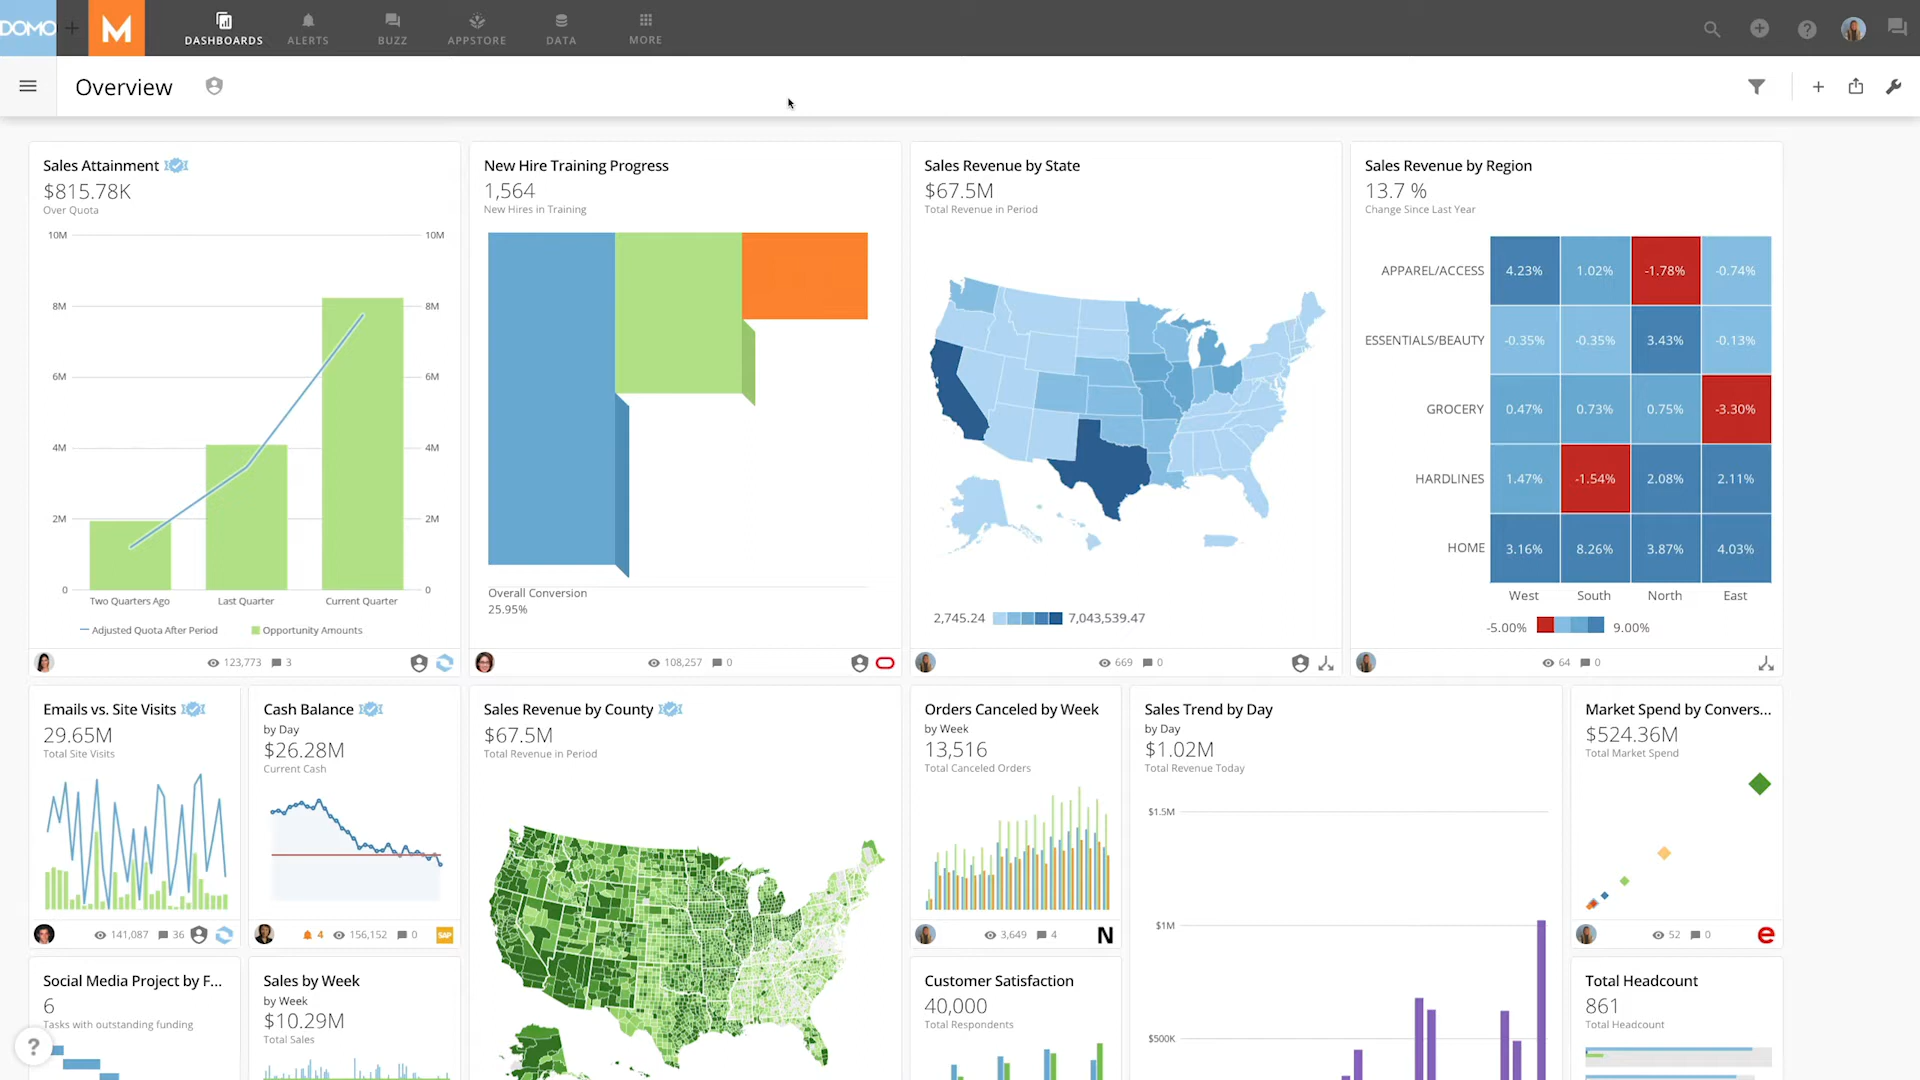 DOMO
M
DASHBOARDS
ALERTS
BUZZ
APPSTORE
DATA
MORE
Overview
Sales Attainment
$815.78K
Over Quota
10M
10M
8M
8M
6M
6M
4M
4M
2M
2M
0
0
Two Quarters Ago
Last Quarter
Current Quarter
Adjusted Quota After Period
Opportunity Amounts
123,773
3
New Hire Training Progress
1,564
New Hires in Training
Overall Conversion
25.95%
108,257
0
Sales Revenue by State
$67.5M
Total Revenue in Period
2,745.24
7,043,539.47
669
0
Sales Revenue by Region
13.7 %
Change Since Last Year
APPAREL/ACCESS 4.23% 1.02% -1.78% -0.74%
ESSENTIALS/BEAUTY -0.35% -0.35% 3.43% -0.13%
GROCERY 0.47% 0.73% 0.75% -3.30%
HARDLINES 1.47% -1.54% 2.08% 2.11%
HOME 3.16% 8.26% 3.87% 4.03%
West South North East
-5.00% 9.00%
64
0
Emails vs. Site Visits
29.65M
Total Site Visits
141,087
36
Cash Balance
by Day
$26.28M
Current Cash
4
156,152
0
SAP
Sales Revenue by County
$67.5M
Total Revenue in Period
Orders Canceled by Week
by Week
13,516
Total Canceled Orders
3,649
4
N
Sales Trend by Day
by Day
$1.02M
Total Revenue Today
$1.5M
$1M
$500K
Market Spend by Convers...
$524.36M
Total Market Spend
52
0
e
Social Media Project by F...
6
Tasks with outstanding funding
?
Sales by Week
by Week
$10.29M
Total Sales
Customer Satisfaction
40,000
Total Respondents
Total Headcount
861
Total Headcount